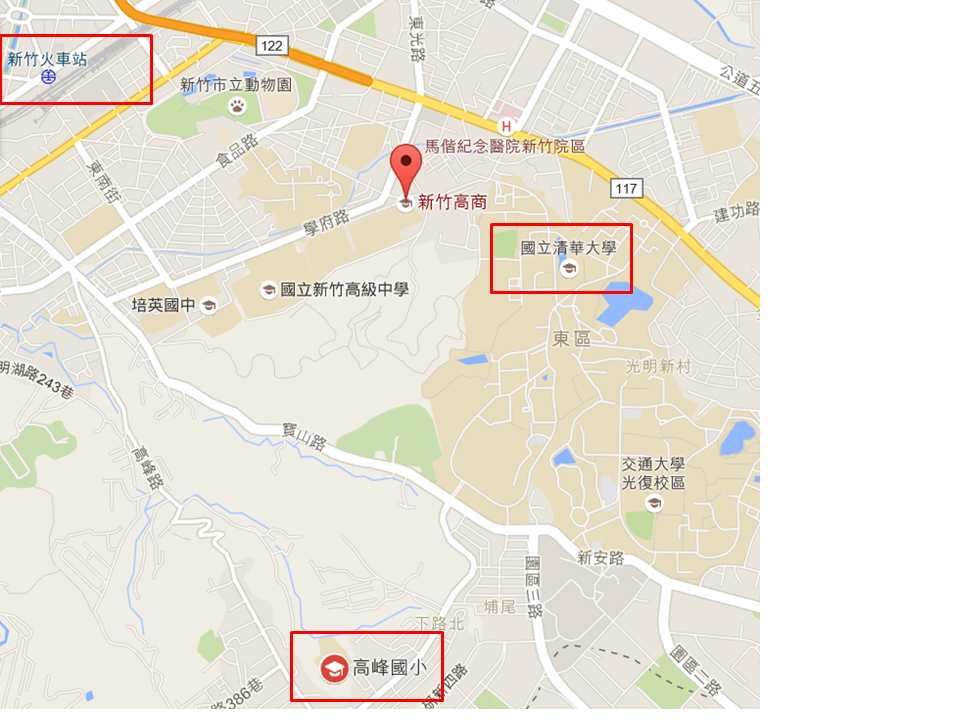 東光路
公道五
122
新竹火車站
新竹市立動物園
H
馬偕紀念醫院新竹院區
食品路
東南街
117
新竹高商
建功路
學府路
國立清華大學
國立新竹高級中學
培英國中
東區
光明新村
明湖路243巷
寶山路
高峰路
交通大學
光復校區
新安路
園區三路
埔尾
下路北
高峰國小
研新四路
園區二路
路386巷